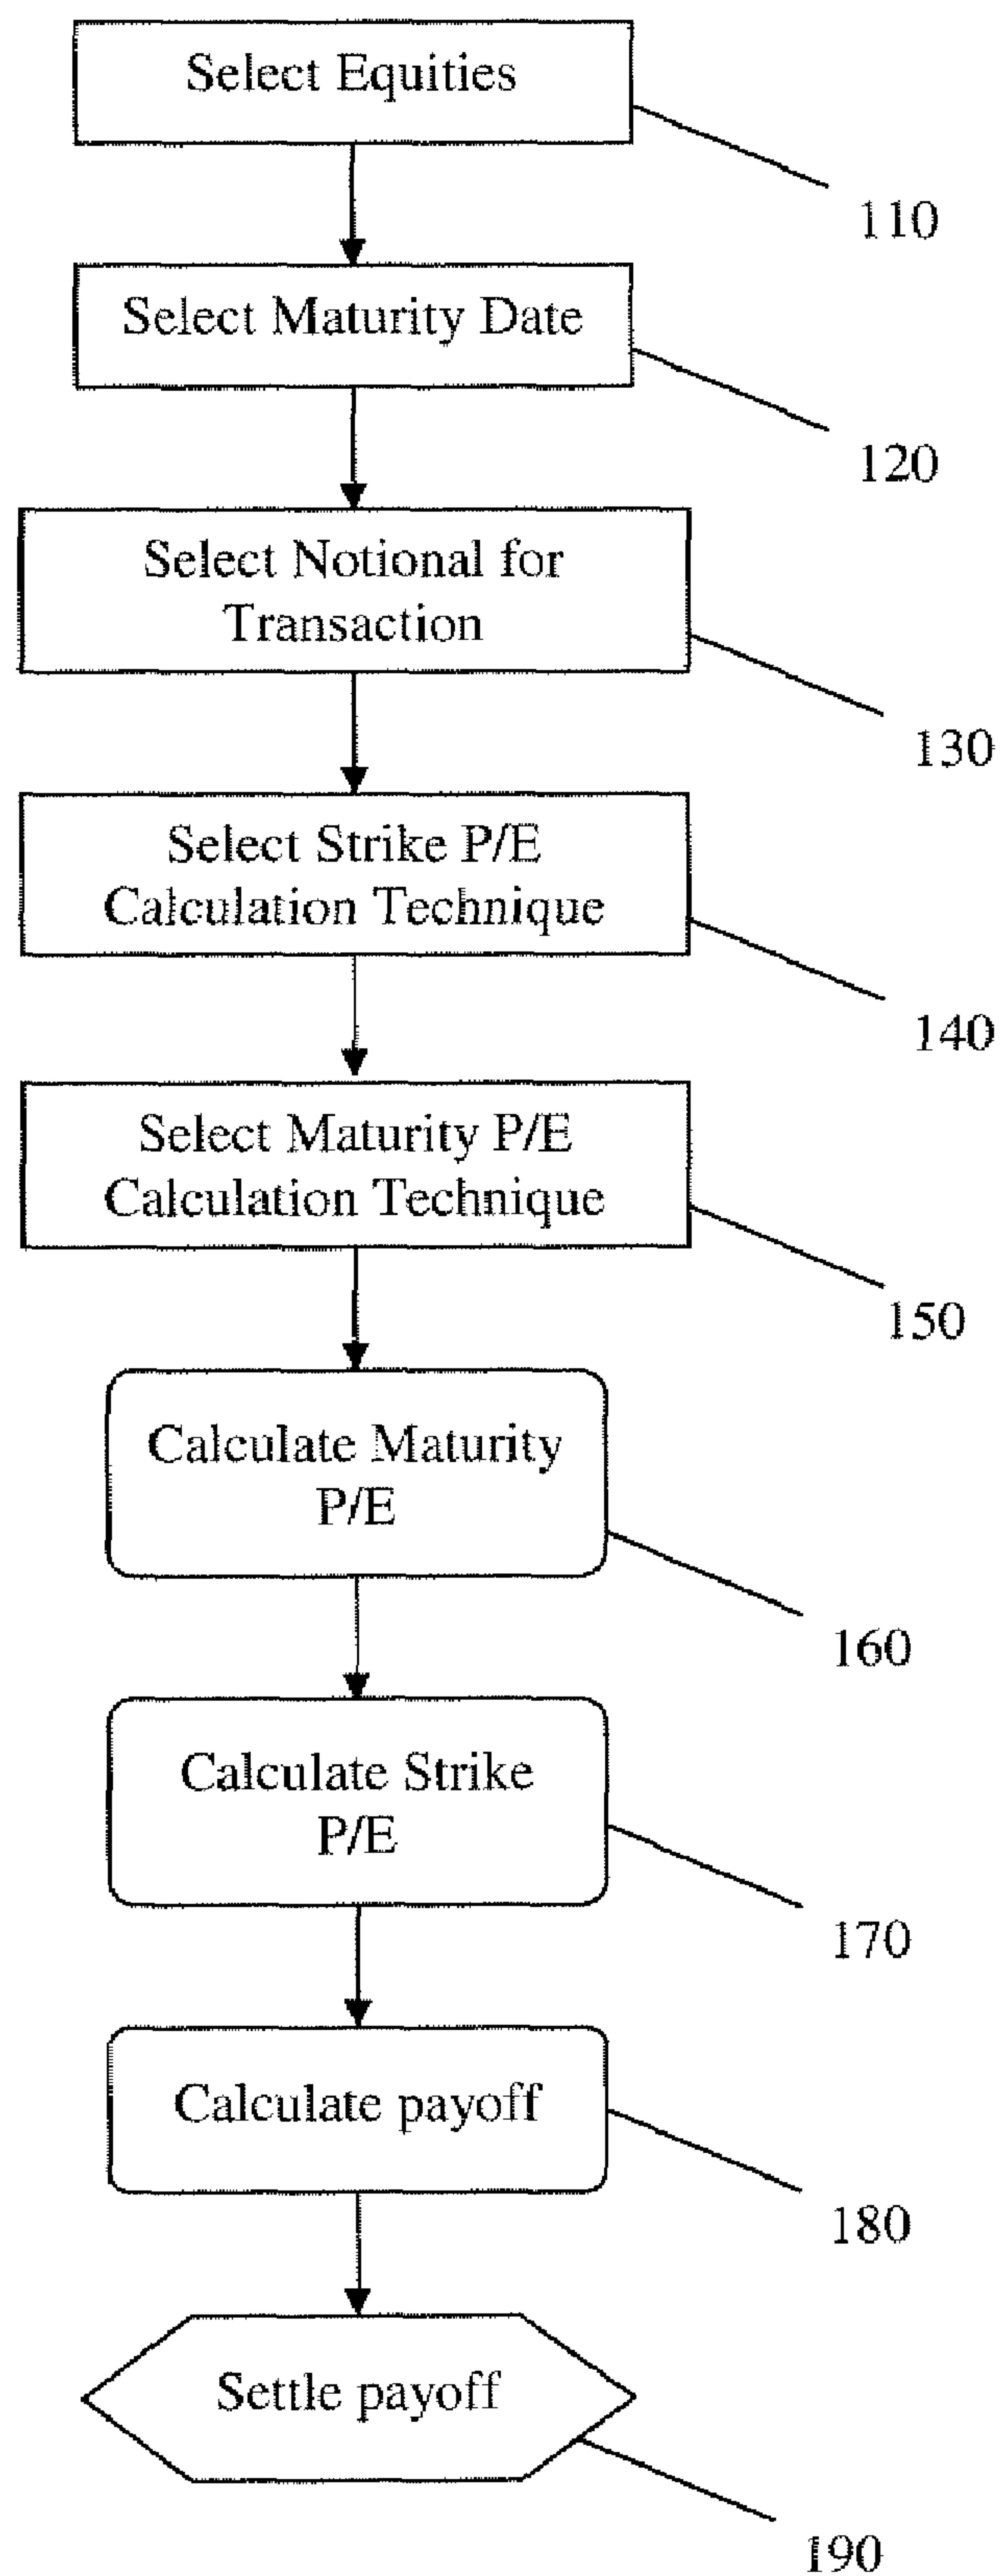 Select Equities
110
Select Maturity Date
120
Select Notional for
Transaction
130
Select Strike P/E
Calculation Technique
140
Select Maturity P/E
Calculation Technique
150
Calculate Maturity
P/E
160
Calculate Strike
P/E
170
Calculate payoff
180
Settle payoff
190